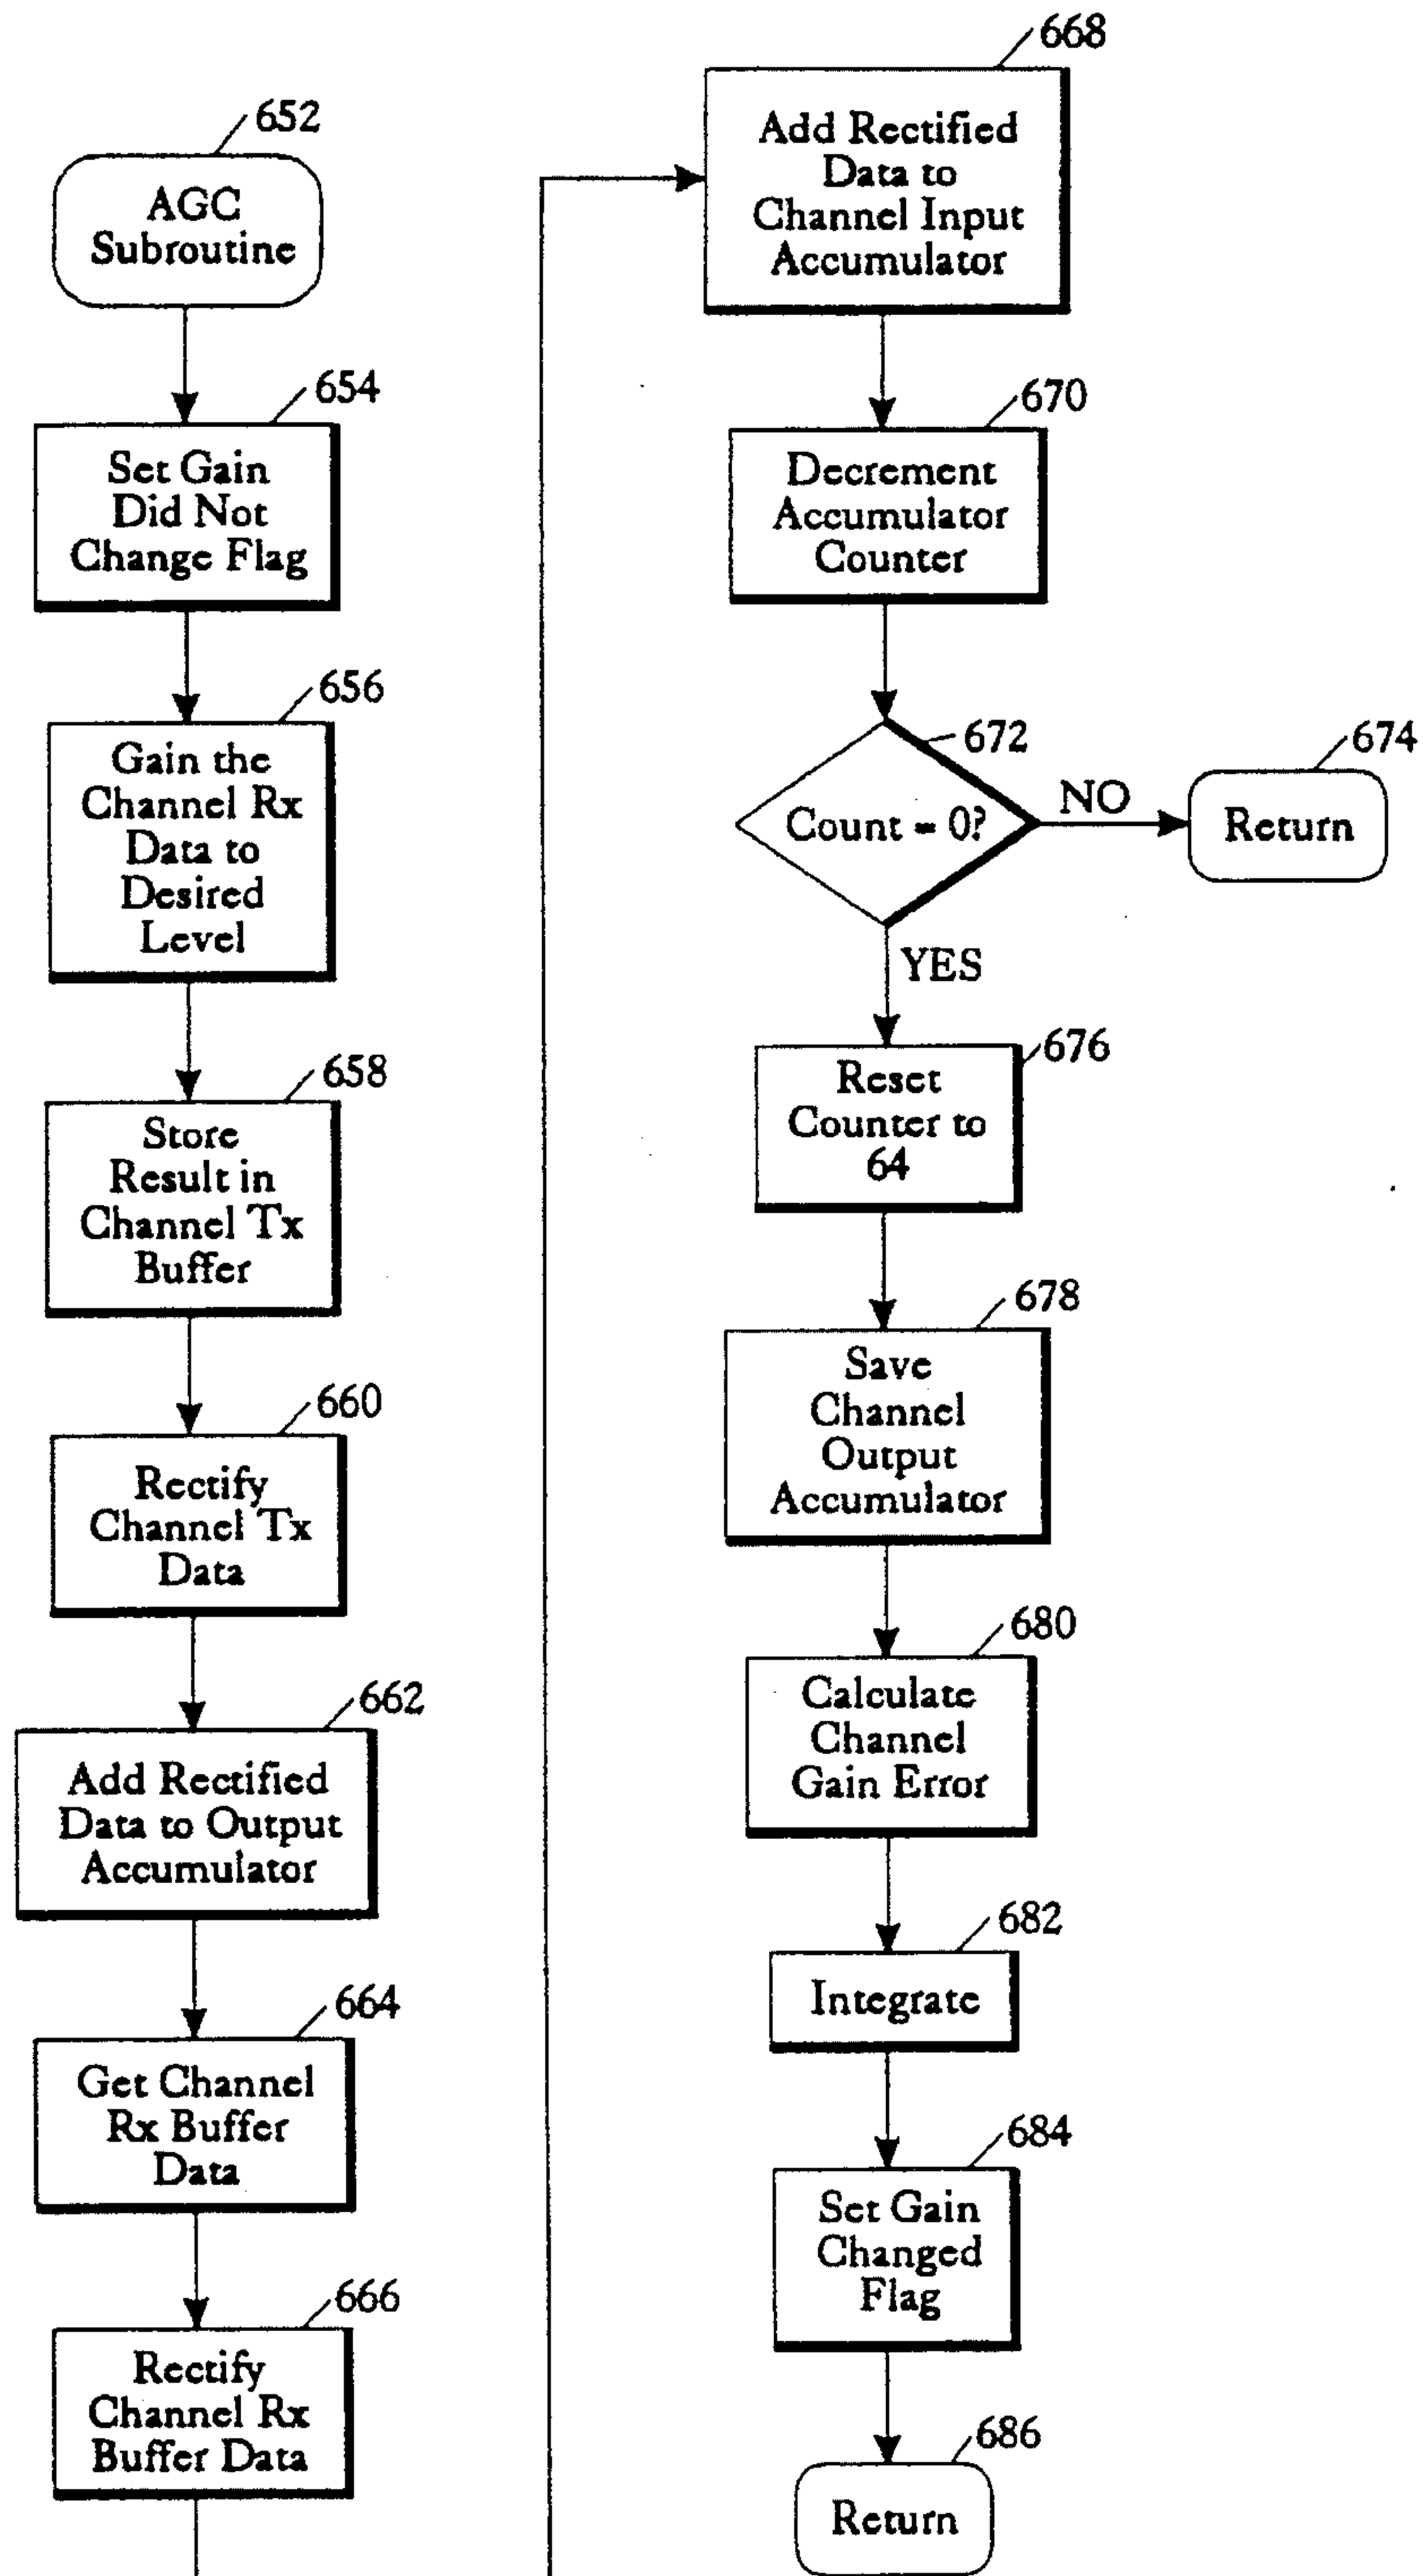 652
AGC
Subroutine
654
Set Gain
Did Not
Change Flag
656
Gain the
Channel Rx
Data to
Desired
Level
658
Store
Result in
Channel Tx
Buffer
660
Rectify
Channel Tx
Data
662
Add Rectified
Data to Output
Accumulator
664
Get Channel
Rx Buffer
Data
666
Rectify
Channel Rx
Buffer Data
668
Add Rectified
Data to
Channel Input
Accumulator
670
Decrement
Accumulator
Counter
672
Count = 0?
NO
674
Return
YES
676
Reset
Counter to
64
678
Save
Channel
Output
Accumulator
680
Calculate
Channel
Gain Error
682
Integrate
684
Set Gain
Changed
Flag
686
Return